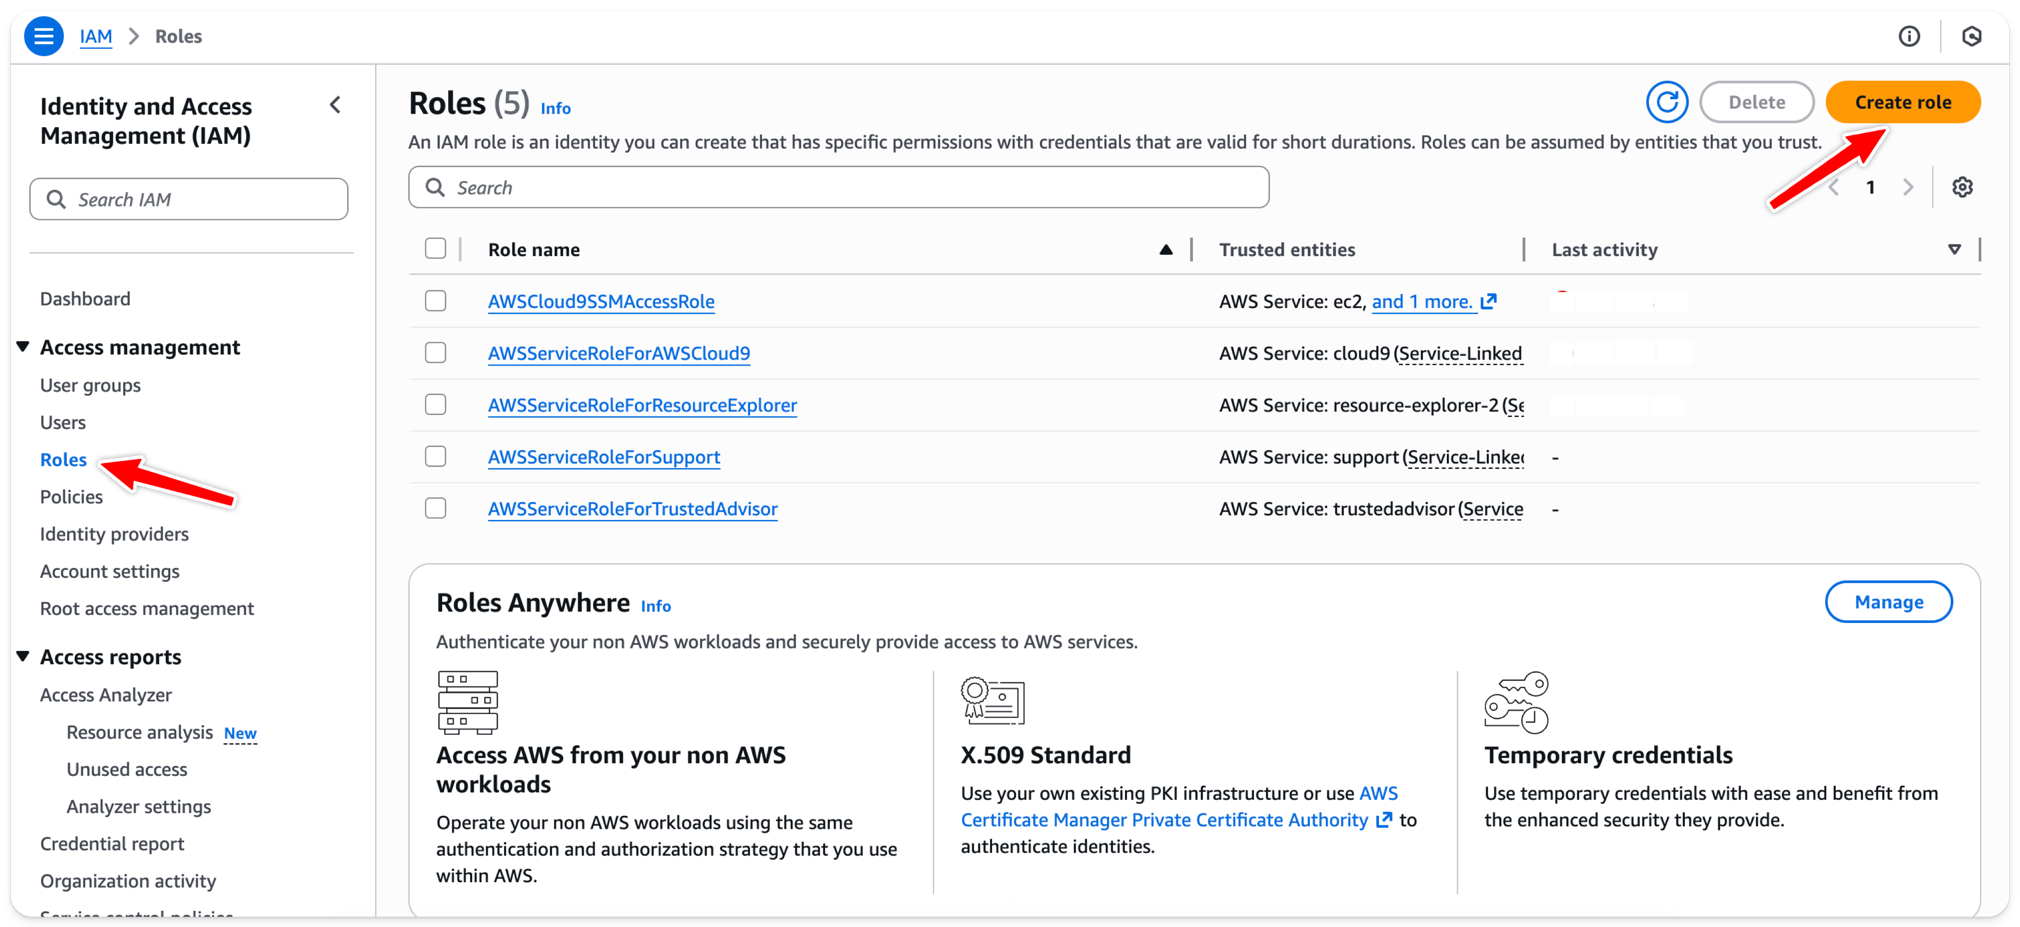 IAM > Roles
Identity and Access
Management (IAM)
Search IAM
Dashboard
Access management
User groups
Users
Roles
Policies
Identity providers
Account settings
Root access management
Access reports
Access Analyzer
Resource analysis New
Unused access
Analyzer settings
Credential report
Organization activity
Service control policies
Roles (5) Info
Delete
Create role
An IAM role is an identity you can create that has specific permissions with credentials that are valid for short durations. Roles can be assumed by entities that you trust.
Search
1
Role name Trusted entities Last activity
AWSCloud9SSMAccessRole AWS Service: ec2, and 1 more.
AWSServiceRoleForAWSCloud9 AWS Service: cloud9 (Service-Linked
AWSServiceRoleForResourceExplorer AWS Service: resource-explorer-2 (Se
AWSServiceRoleForSupport AWS Service: support (Service-Linked -
AWSServiceRoleForTrustedAdvisor AWS Service: trustedadvisor (Service -
Roles Anywhere Info
Manage
Authenticate your non AWS workloads and securely provide access to AWS services.
Access AWS from your non AWS
workloads
Operate your non AWS workloads using the same
authentication and authorization strategy that you use
within AWS.
X.509 Standard
Use your own existing PKI infrastructure or use AWS
Certificate Manager Private Certificate Authority to
authenticate identities.
Temporary credentials
Use temporary credentials with ease and benefit from
the enhanced security they provide.